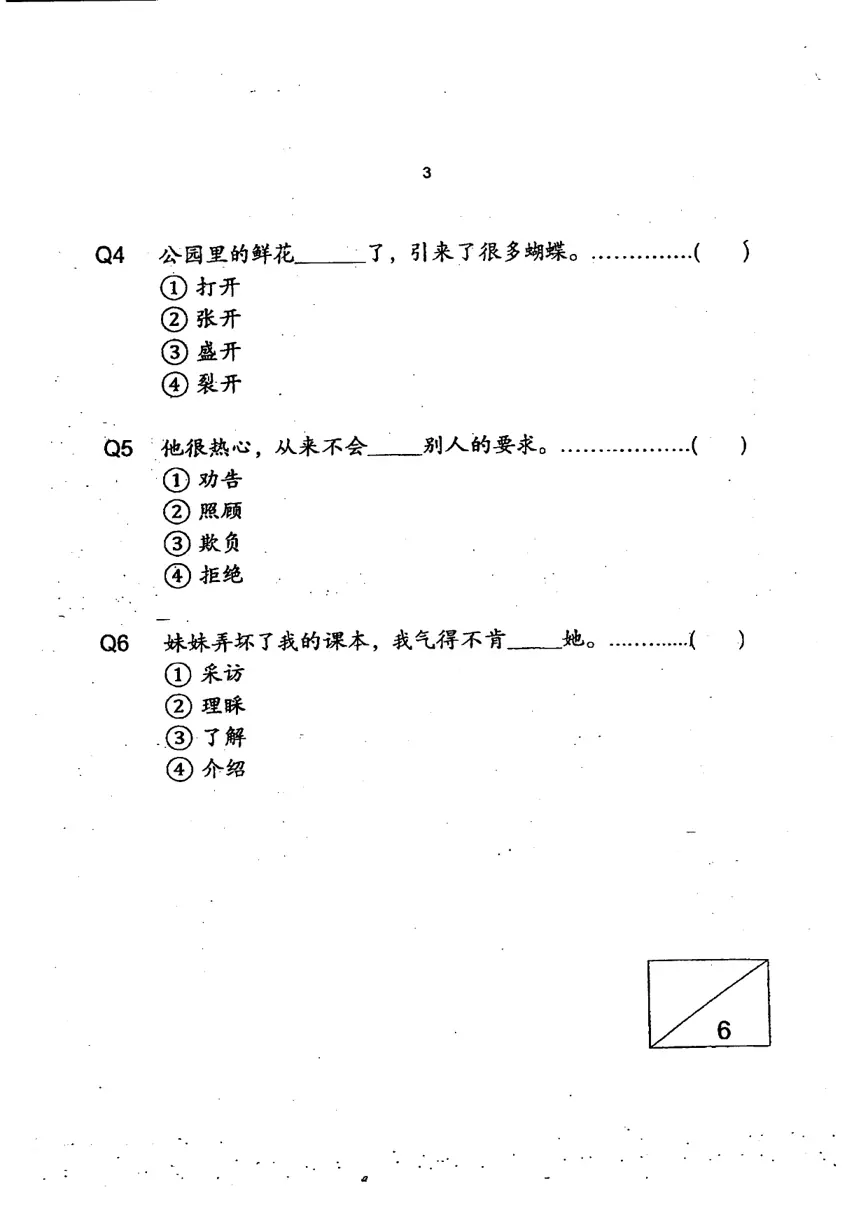 3
Q4 公园里的鲜花______了，引来了很多蝴蝶。..............( )
① 打开
② 张开
③ 盛开
④ 裂开
Q5 他很热心，从来不会_____别人的要求。...................( )
① 劝告
② 照顾
③ 欺负
④ 拒绝
Q6 妹妹弄坏了我的课本，我气得不肯_____她。..............( )
① 采访
② 理睬
③ 了解
④ 介绍
6